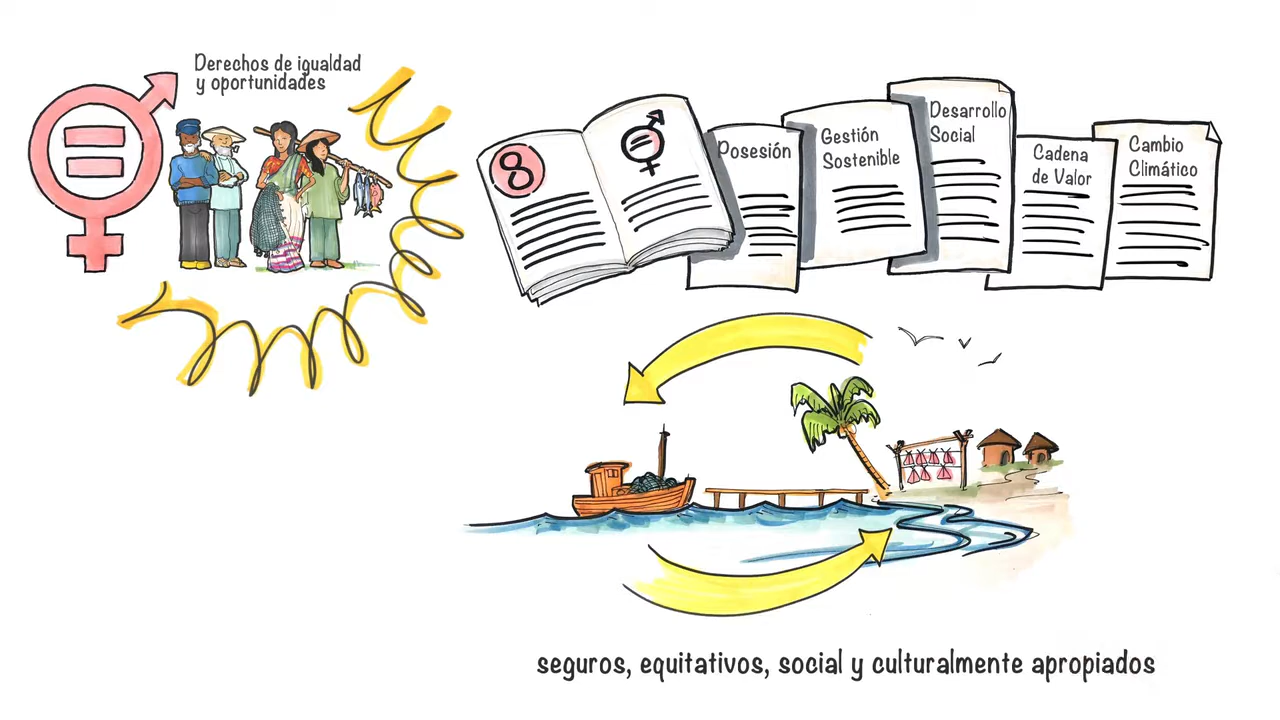 Derechos de igualdad
y oportunidades
8
Posesión
Gestión
Sostenible
Desarrollo
Social
Cadena
de Valor
Cambio
Climático
seguros, equitativos, social y culturalmente apropiados